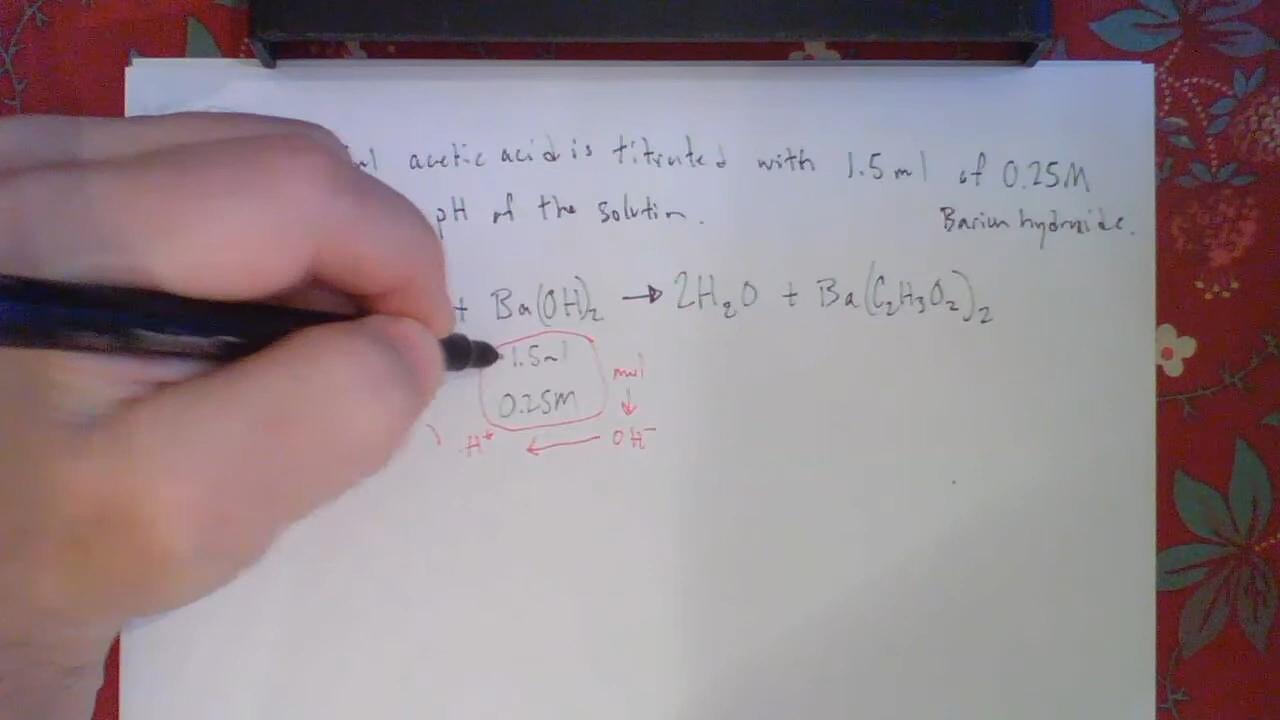 ml acetic acid is titrated with 1.5 ml of 0.25M
pH of the solution. Barium hydroxide.
+ Ba(OH)₂ → 2H₂O + Ba(C₂H₃O₂)₂
1.5ml mol
0.25M ↓
) H⁺ ← OH⁻